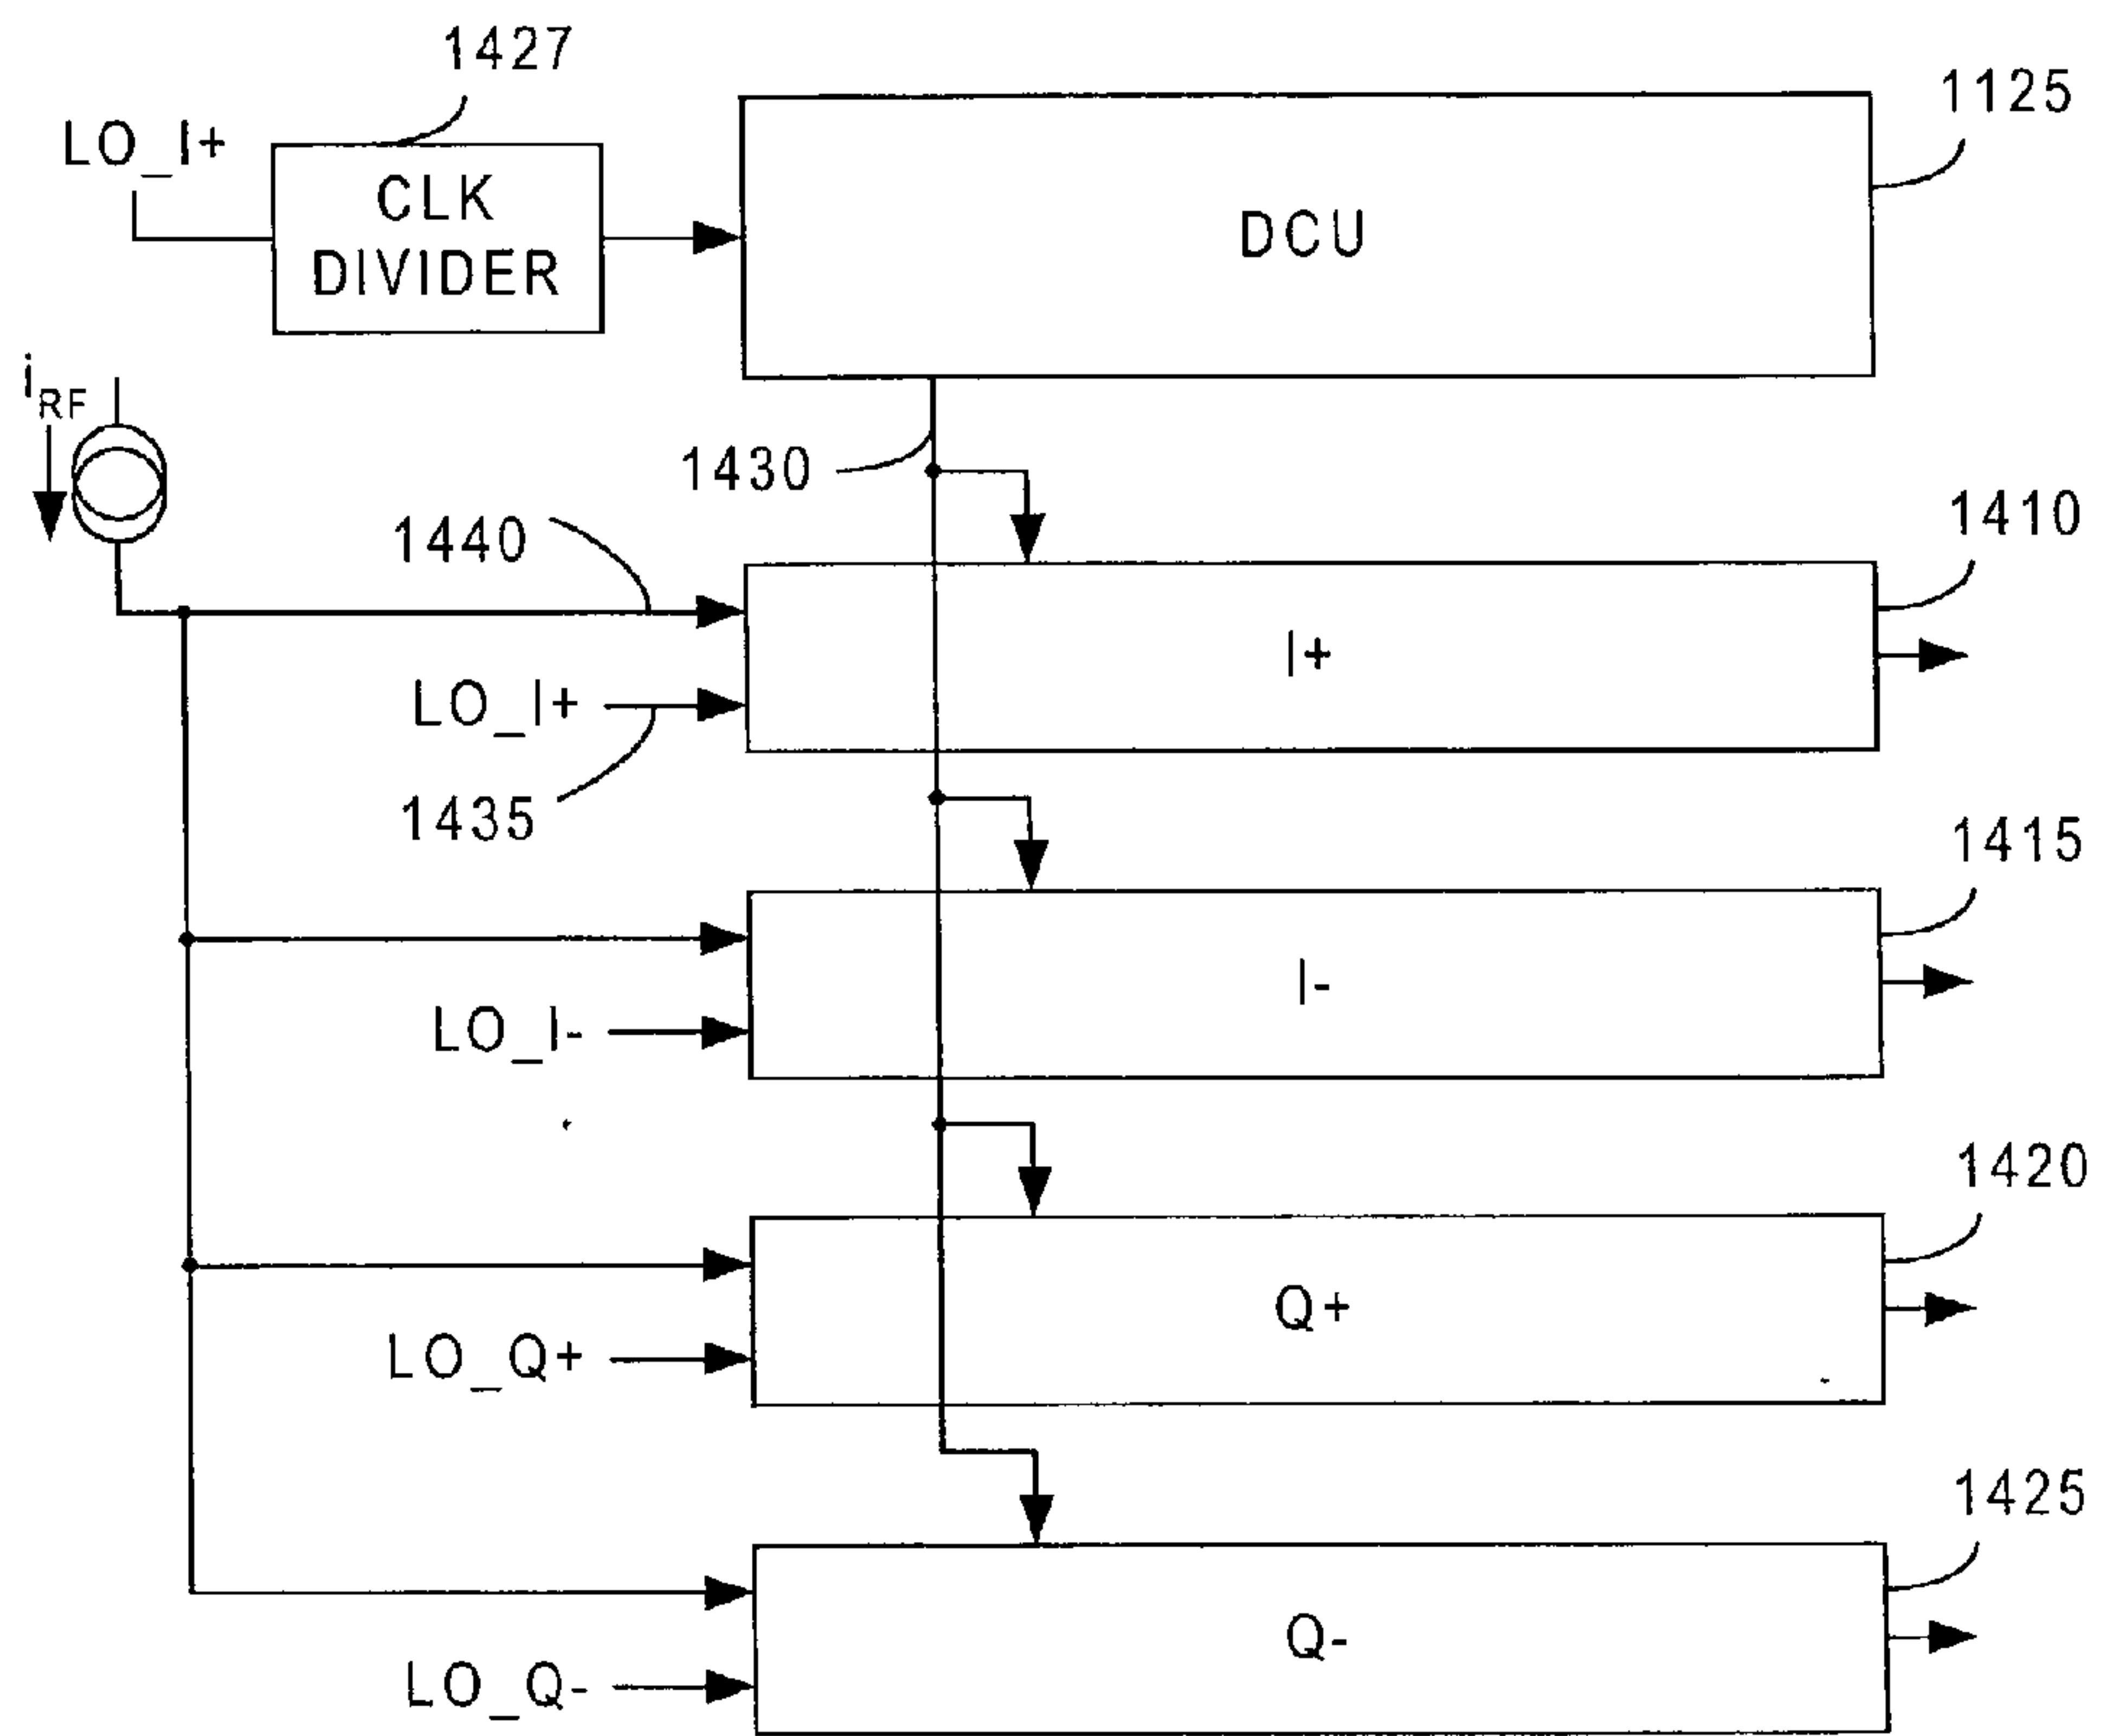 1427
1125
LO_I+
CLK
DIVIDER
DCU
iRF
1430
1440
1410
I+
LO_I+
1435
1415
I-
LO_I-
1420
Q+
LO_Q+
1425
Q-
LO_Q-